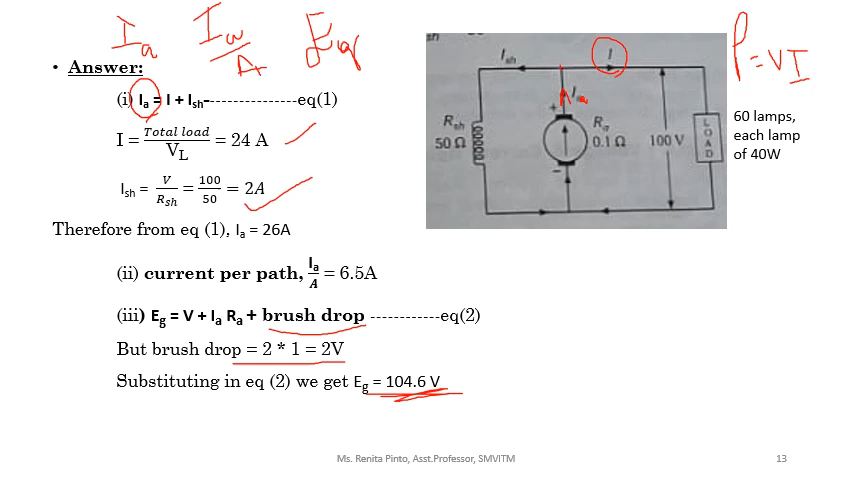 Ia Ia/A Eg
• Answer:
(i) Ia = I + Ish----------------eq(1)
I = Total load / VL = 24 A
Ish = V / Rsh = 100 / 50 = 2A
Therefore from eq (1), Ia = 26A
(ii) current per path, Ia / A = 6.5A
(iii) Eg = V + Ia Ra + brush drop ------------eq(2)
But brush drop = 2 * 1 = 2V
Substituting in eq (2) we get Eg = 104.6 V
sh
Ish
I
Ia
+
Rsh
50 Ω
Ra
0.1 Ω
100 V
LOAD
−
P = VI
60 lamps,
each lamp
of 40W
Ms. Renita Pinto, Asst.Professor, SMVITM
13